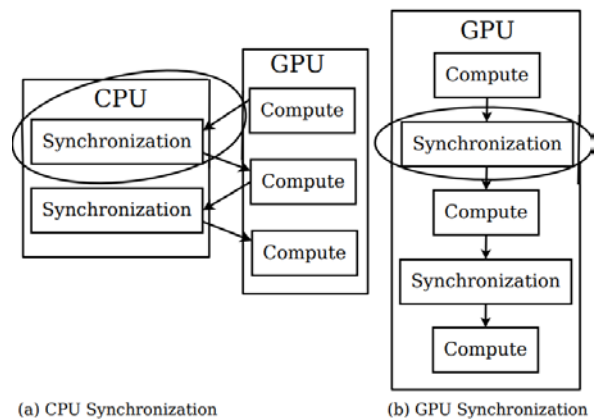 CPU
Synchronization
Synchronization
GPU
Compute
Compute
Compute
(a) CPU Synchronization
GPU
Compute
Synchronization
Compute
Synchronization
Compute
(b) GPU Synchronization